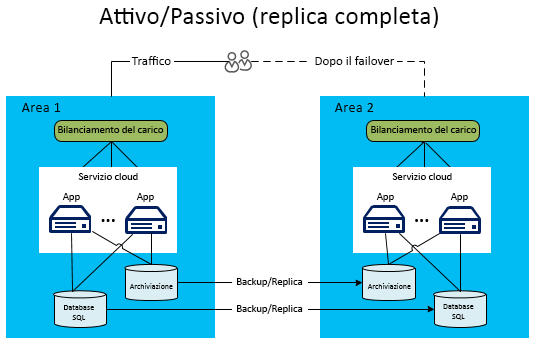 Attivo/Passivo (replica completa)
Traffico
Dopo il failover
Area 1
Area 2
Bilanciamento del carico
Bilanciamento del carico
Servizio cloud
Servizio cloud
App
App
App
App
...
...
Archiviazione
Backup/Replica
Archiviazione
Database
SQL
Backup/Replica
Database
SQL